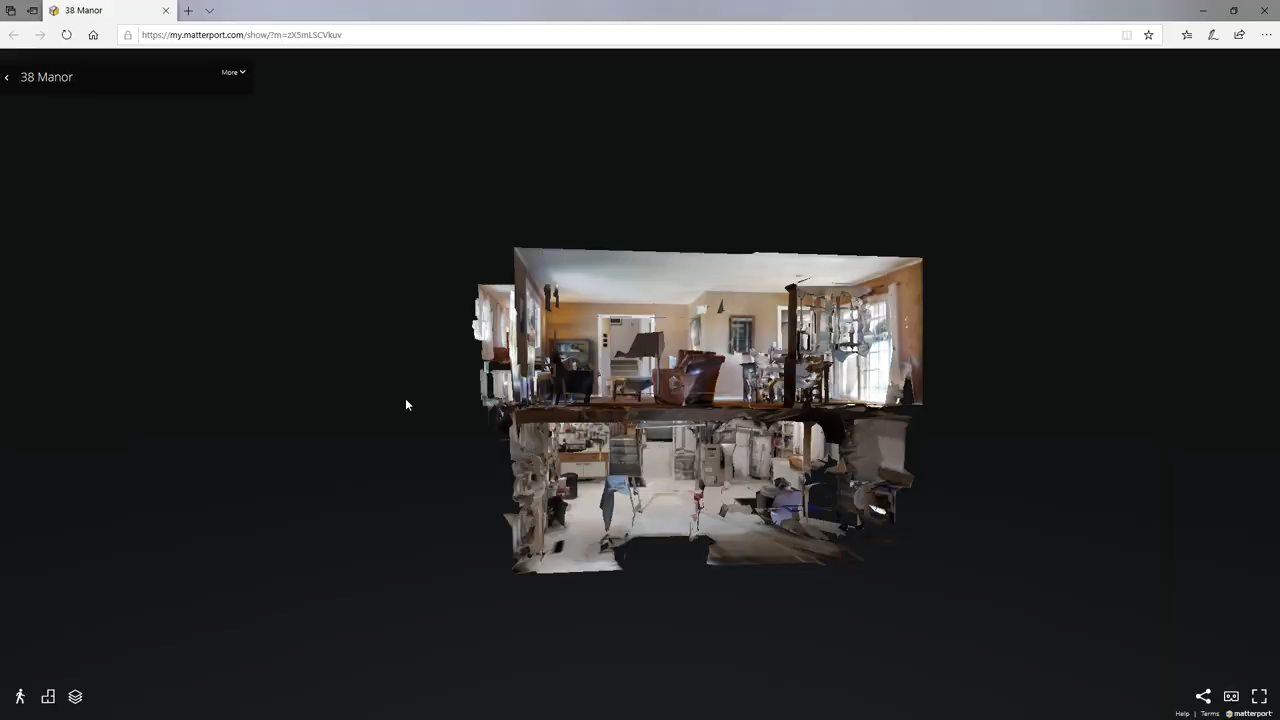 38 Manor
https://my.matterport.com/show/?m=zX5mLSCVkuv
38 Manor
More
Help | Terms
matterport